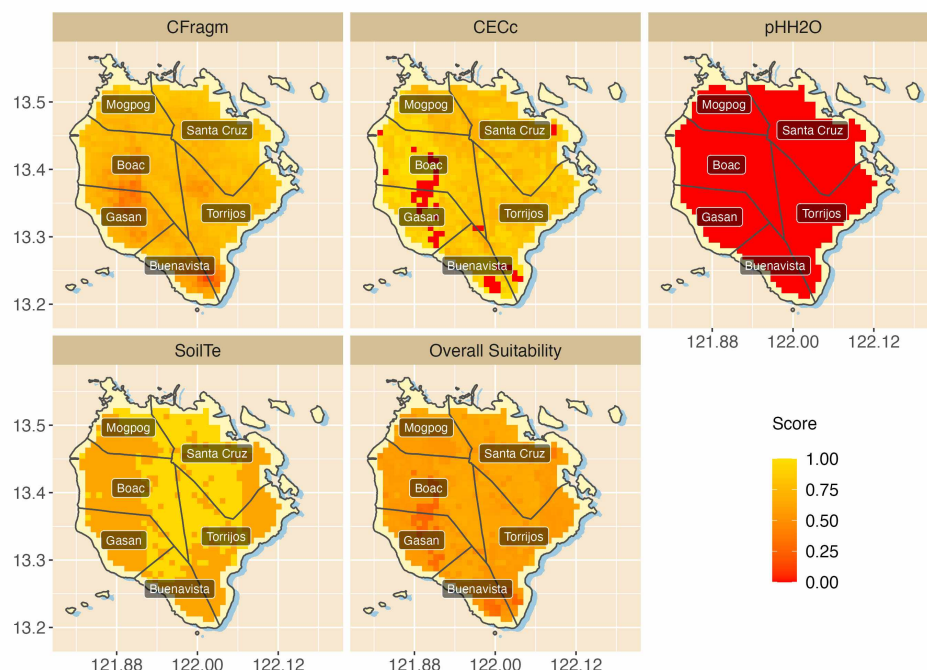 CFragm
CECc
pHH2O
13.5
13.4
13.3
13.2
Mogpog
Santa Cruz
Boac
Gasan
Torrijos
Buenavista
Mogpog
Santa Cruz
Boac
Gasan
Torrijos
Buenavista
Mogpog
Santa Cruz
Boac
Gasan
Torrijos
Buenavista
121.88 122.00 122.12
SoilTe
Overall Suitability
13.5
13.4
13.3
13.2
Mogpog
Santa Cruz
Boac
Gasan
Torrijos
Buenavista
Mogpog
Santa Cruz
Boac
Gasan
Torrijos
Buenavista
121.88 122.00 122.12
121.88 122.00 122.12
Score
1.00
0.75
0.50
0.25
0.00